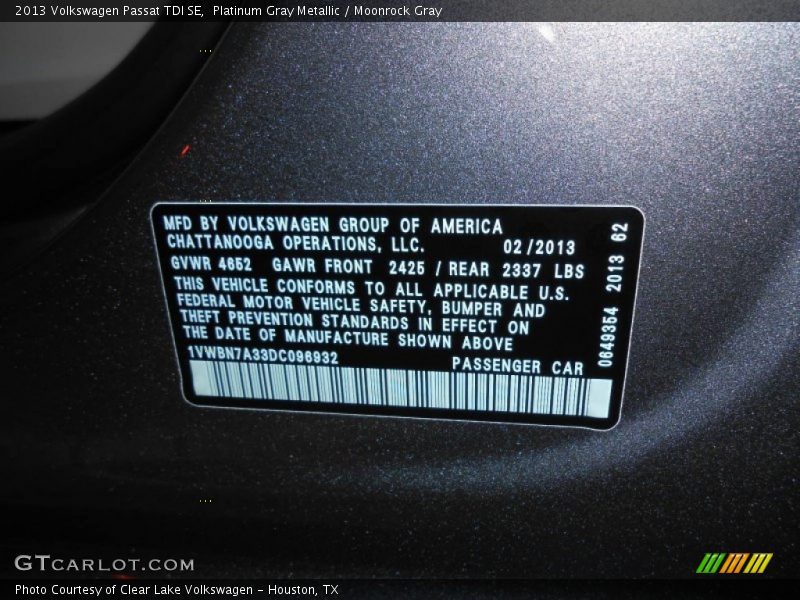 2013 Volkswagen Passat TDI SE,  Platinum Gray Metallic / Moonrock Gray
MFD BY VOLKSWAGEN GROUP OF AMERICA
CHATTANOOGA OPERATIONS, LLC. 02/2013
GVWR 4652 GAWR FRONT 2425 / REAR 2337 LBS
THIS VEHICLE CONFORMS TO ALL APPLICABLE U.S.
FEDERAL MOTOR VEHICLE SAFETY, BUMPER AND
THEFT PREVENTION STANDARDS IN EFFECT ON
THE DATE OF MANUFACTURE SHOWN ABOVE
1VWBN7A33DC096932 PASSENGER CAR
0649354 2013 62
GTCARLOT.COM
Photo Courtesy of Clear Lake Volkswagen - Houston, TX